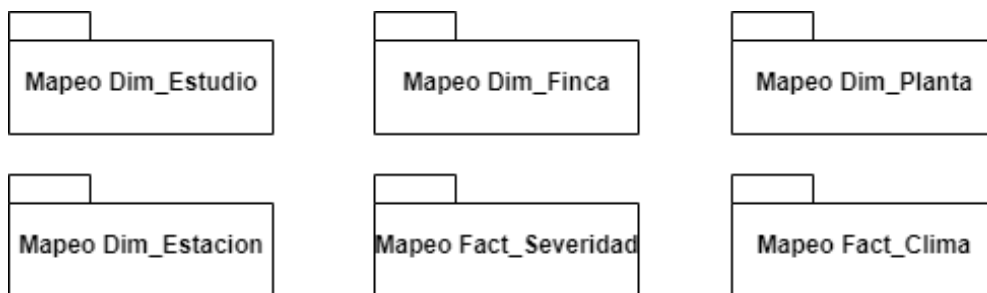 Mapeo Dim_Estudio
Mapeo Dim_Finca
Mapeo Dim_Planta
Mapeo Dim_Estacion
Mapeo Fact_Severidad
Mapeo Fact_Clima